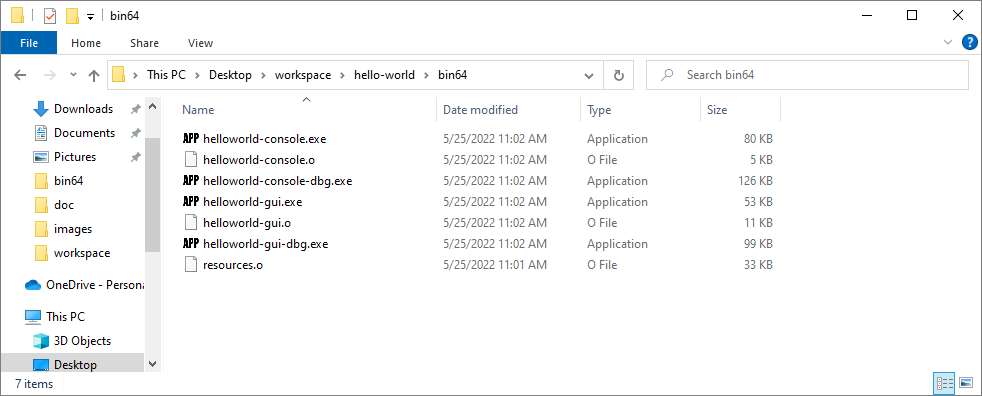 bin64
File Home Share View
This PC Desktop workspace hello-world bin64 Search bin64
Name Date modified Type Size
Downloads
Documents
Pictures
bin64
doc
images
workspace
OneDrive - Persona
This PC
3D Objects
Desktop
APP helloworld-console.exe 5/25/2022 11:02 AM Application 80 KB
helloworld-console.o 5/25/2022 11:02 AM O File 5 KB
APP helloworld-console-dbg.exe 5/25/2022 11:02 AM Application 126 KB
APP helloworld-gui.exe 5/25/2022 11:02 AM Application 53 KB
helloworld-gui.o 5/25/2022 11:02 AM O File 11 KB
APP helloworld-gui-dbg.exe 5/25/2022 11:02 AM Application 99 KB
resources.o 5/25/2022 11:01 AM O File 33 KB
7 items